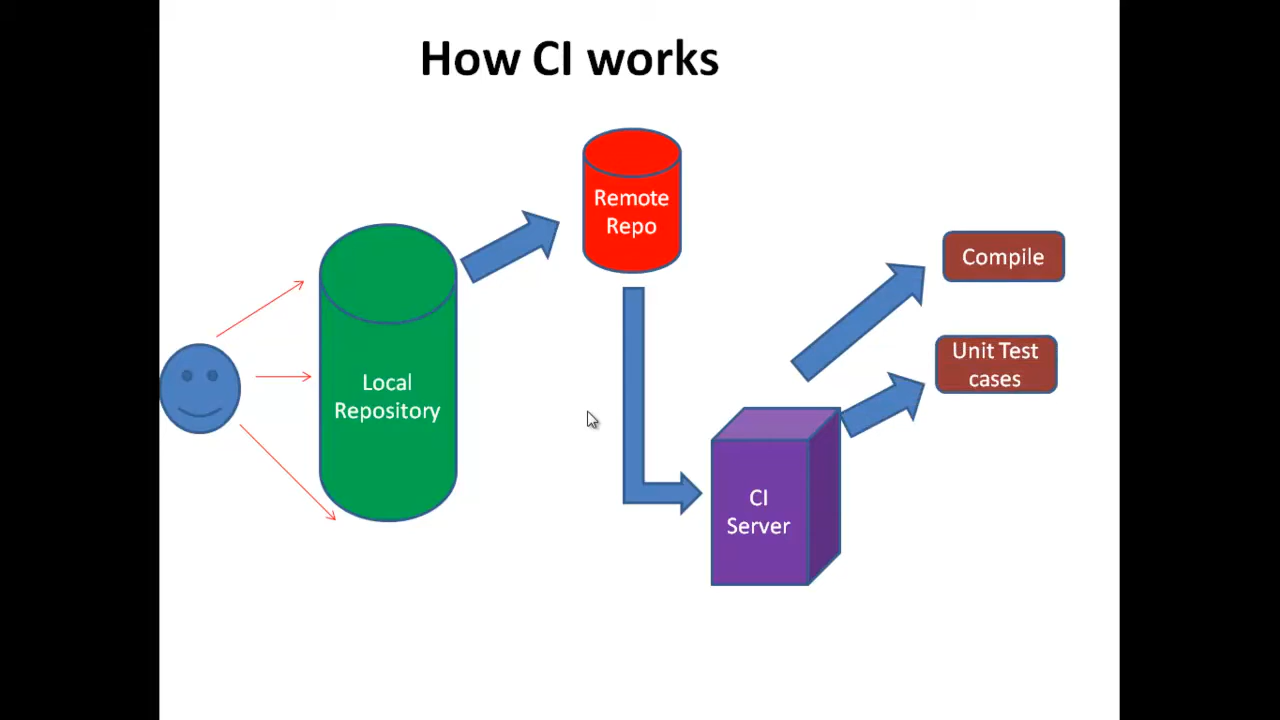 How CI works
Remote
Repo
Compile
Unit Test
cases
Local
Repository
CI
Server